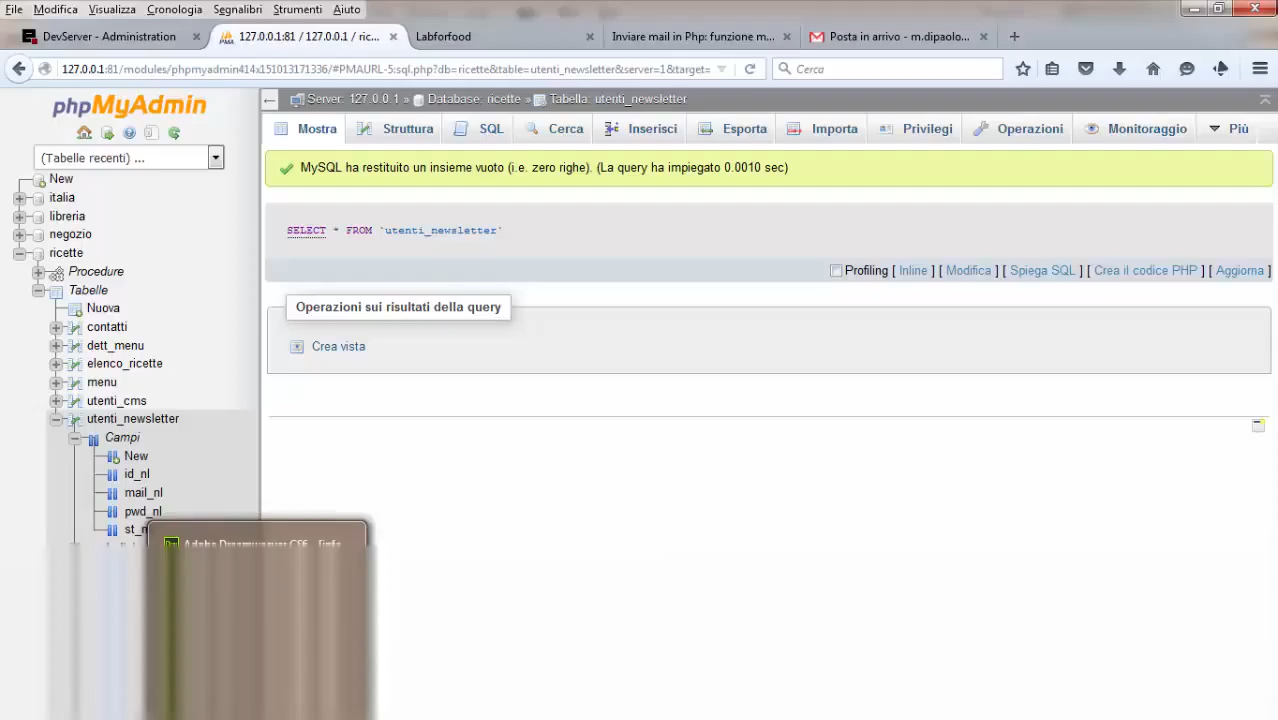 File Modifica Visualizza Cronologia Segnalibri Strumenti Aiuto
DevServer - Administration
127.0.0.1:81 / 127.0.0.1 / ric...
Labforfood
Inviare mail in Php: funzione m...
Posta in arrivo - m.dipaolo...
127.0.0.1:81/modules/phpmyadmin414x151013171336/#PMAURL-5:sql.php?db=ricette&table=utenti_newsletter&server=1&target=
Cerca
phpMyAdmin
Server: 127.0.0.1 » Database: ricette » Tabella: utenti_newsletter
Mostra Struttura SQL Cerca Inserisci Esporta Importa Privilegi Operazioni Monitoraggio Più
(Tabelle recenti) ...
MySQL ha restituito un insieme vuoto (i.e. zero righe). (La query ha impiegato 0.0010 sec)
SELECT * FROM `utenti_newsletter`
Profiling [ Inline ] [ Modifica ] [ Spiega SQL ] [ Crea il codice PHP ] [ Aggiorna ]
Operazioni sui risultati della query
Crea vista
New
italia
libreria
negozio
ricette
Procedure
Tabelle
Nuova
contatti
dett_menu
elenco_ricette
menu
utenti_cms
utenti_newsletter
Campi
New
id_nl
mail_nl
pwd_nl
Adobe Dreamweaver CS6